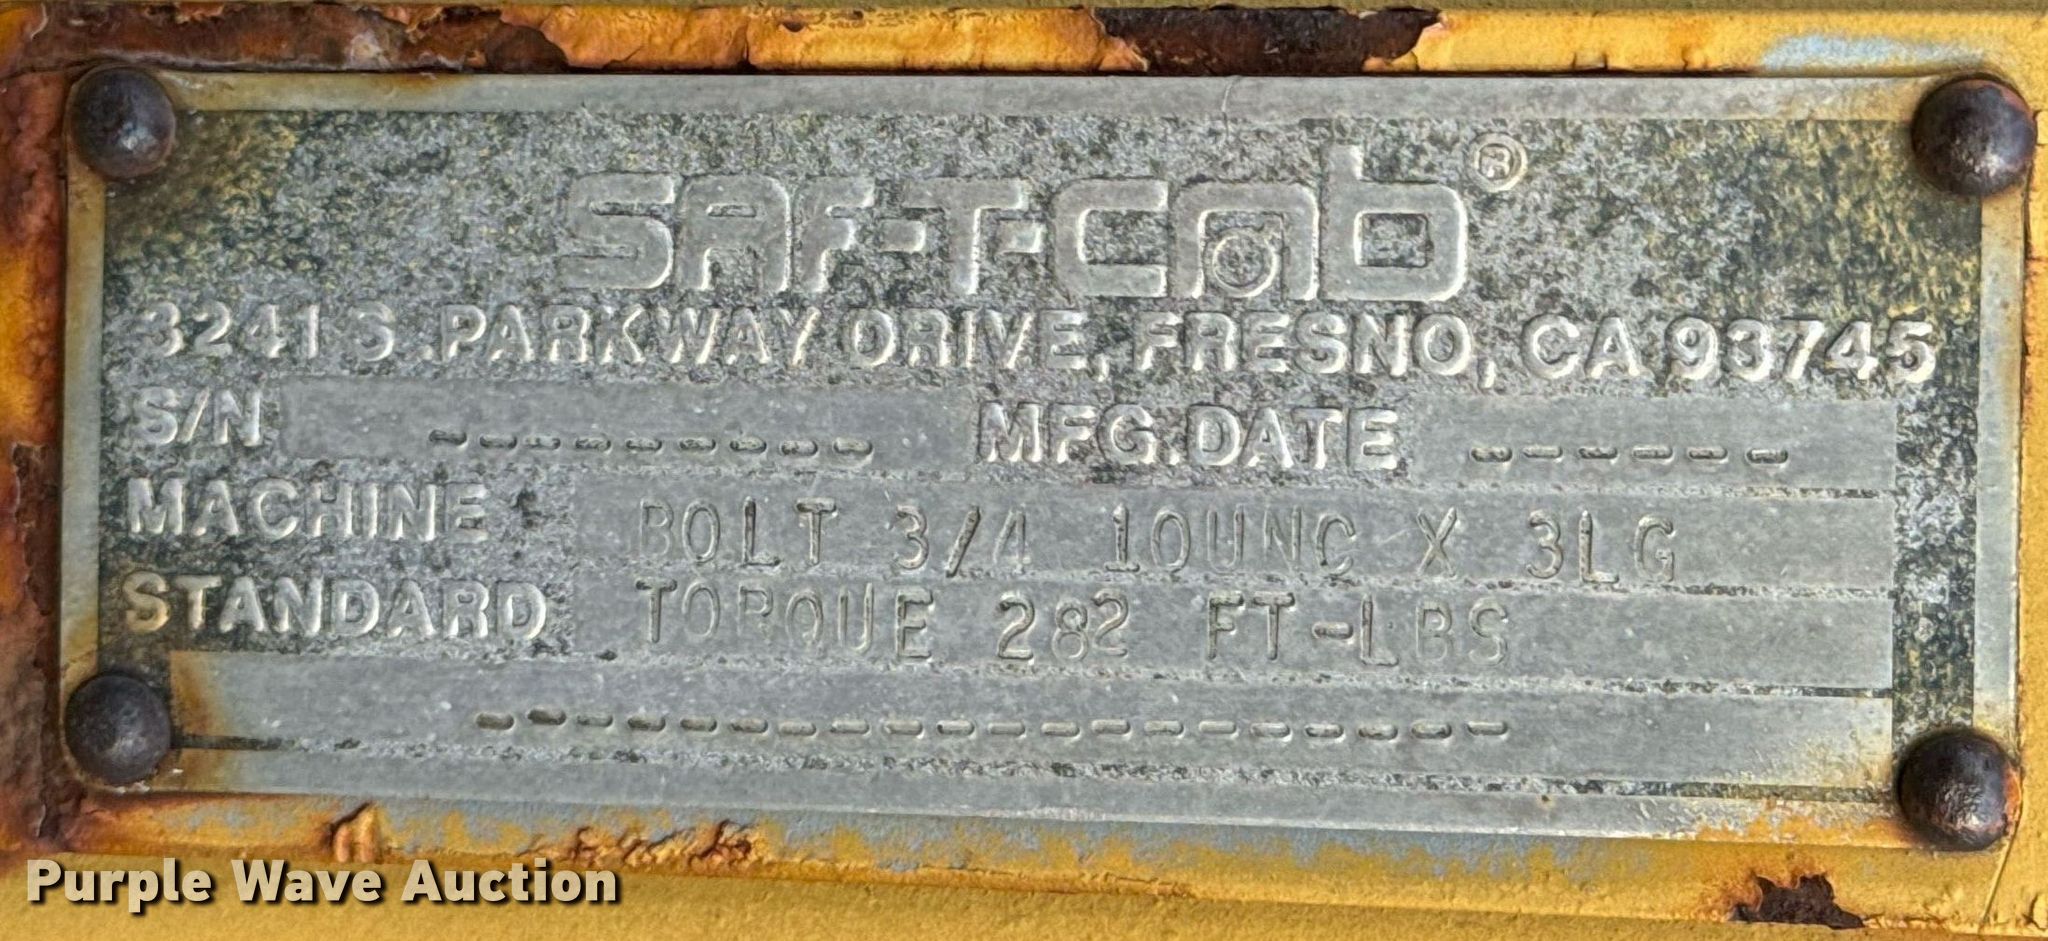 SAF-T-Cab®
3241 S. PARKWAY DRIVE, FRESNO, CA 93745
S/N --------- MFG. DATE ------
MACHINE BOLT 3/4 10UNC X 3LG
STANDARD TORQUE 282 FT-LBS
--------------------
Purple Wave Auction